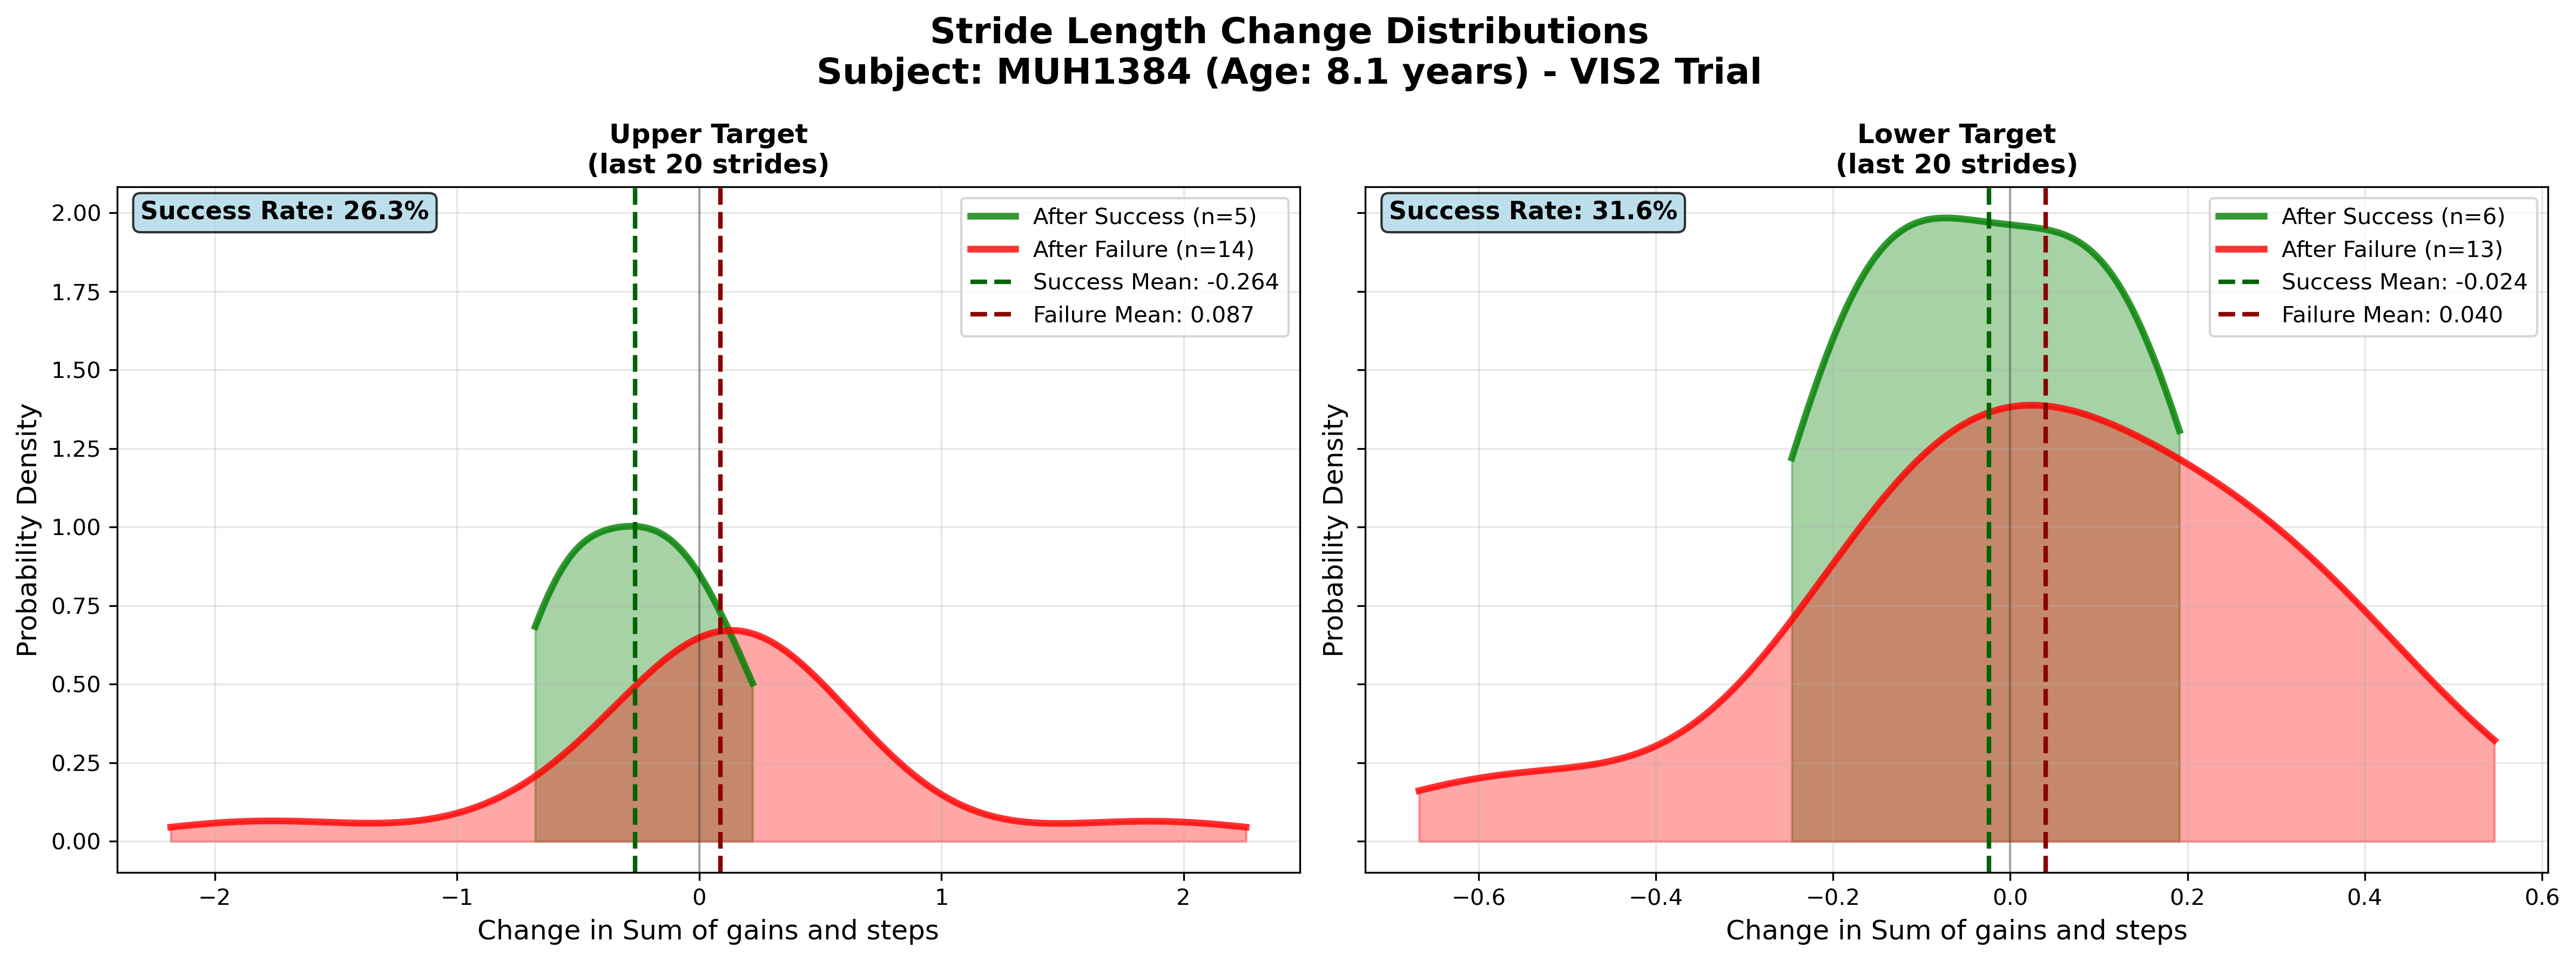 Stride Length Change Distributions
Subject: MUH1384 (Age: 8.1 years) - VIS2 Trial
Upper Target
(last 20 strides)
Success Rate: 26.3%
After Success (n=5)
After Failure (n=14)
Success Mean: -0.264
Failure Mean: 0.087
Probability Density
2.00
1.75
1.50
1.25
1.00
0.75
0.50
0.25
0.00
−2
−1
0
1
2
Change in Sum of gains and steps
Lower Target
(last 20 strides)
Success Rate: 31.6%
After Success (n=6)
After Failure (n=13)
Success Mean: -0.024
Failure Mean: 0.040
Probability Density
−0.6
−0.4
−0.2
0.0
0.2
0.4
0.6
Change in Sum of gains and steps